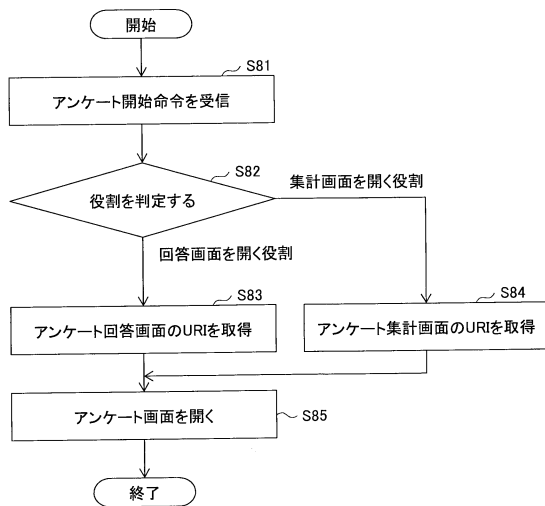 開始
S81
アンケート開始命令を受信
S82
役割を判定する
集計画面を開く役割
回答画面を開く役割
S83
アンケート回答画面のURIを取得
S84
アンケート集計画面のURIを取得
アンケート画面を開く
S85
終了